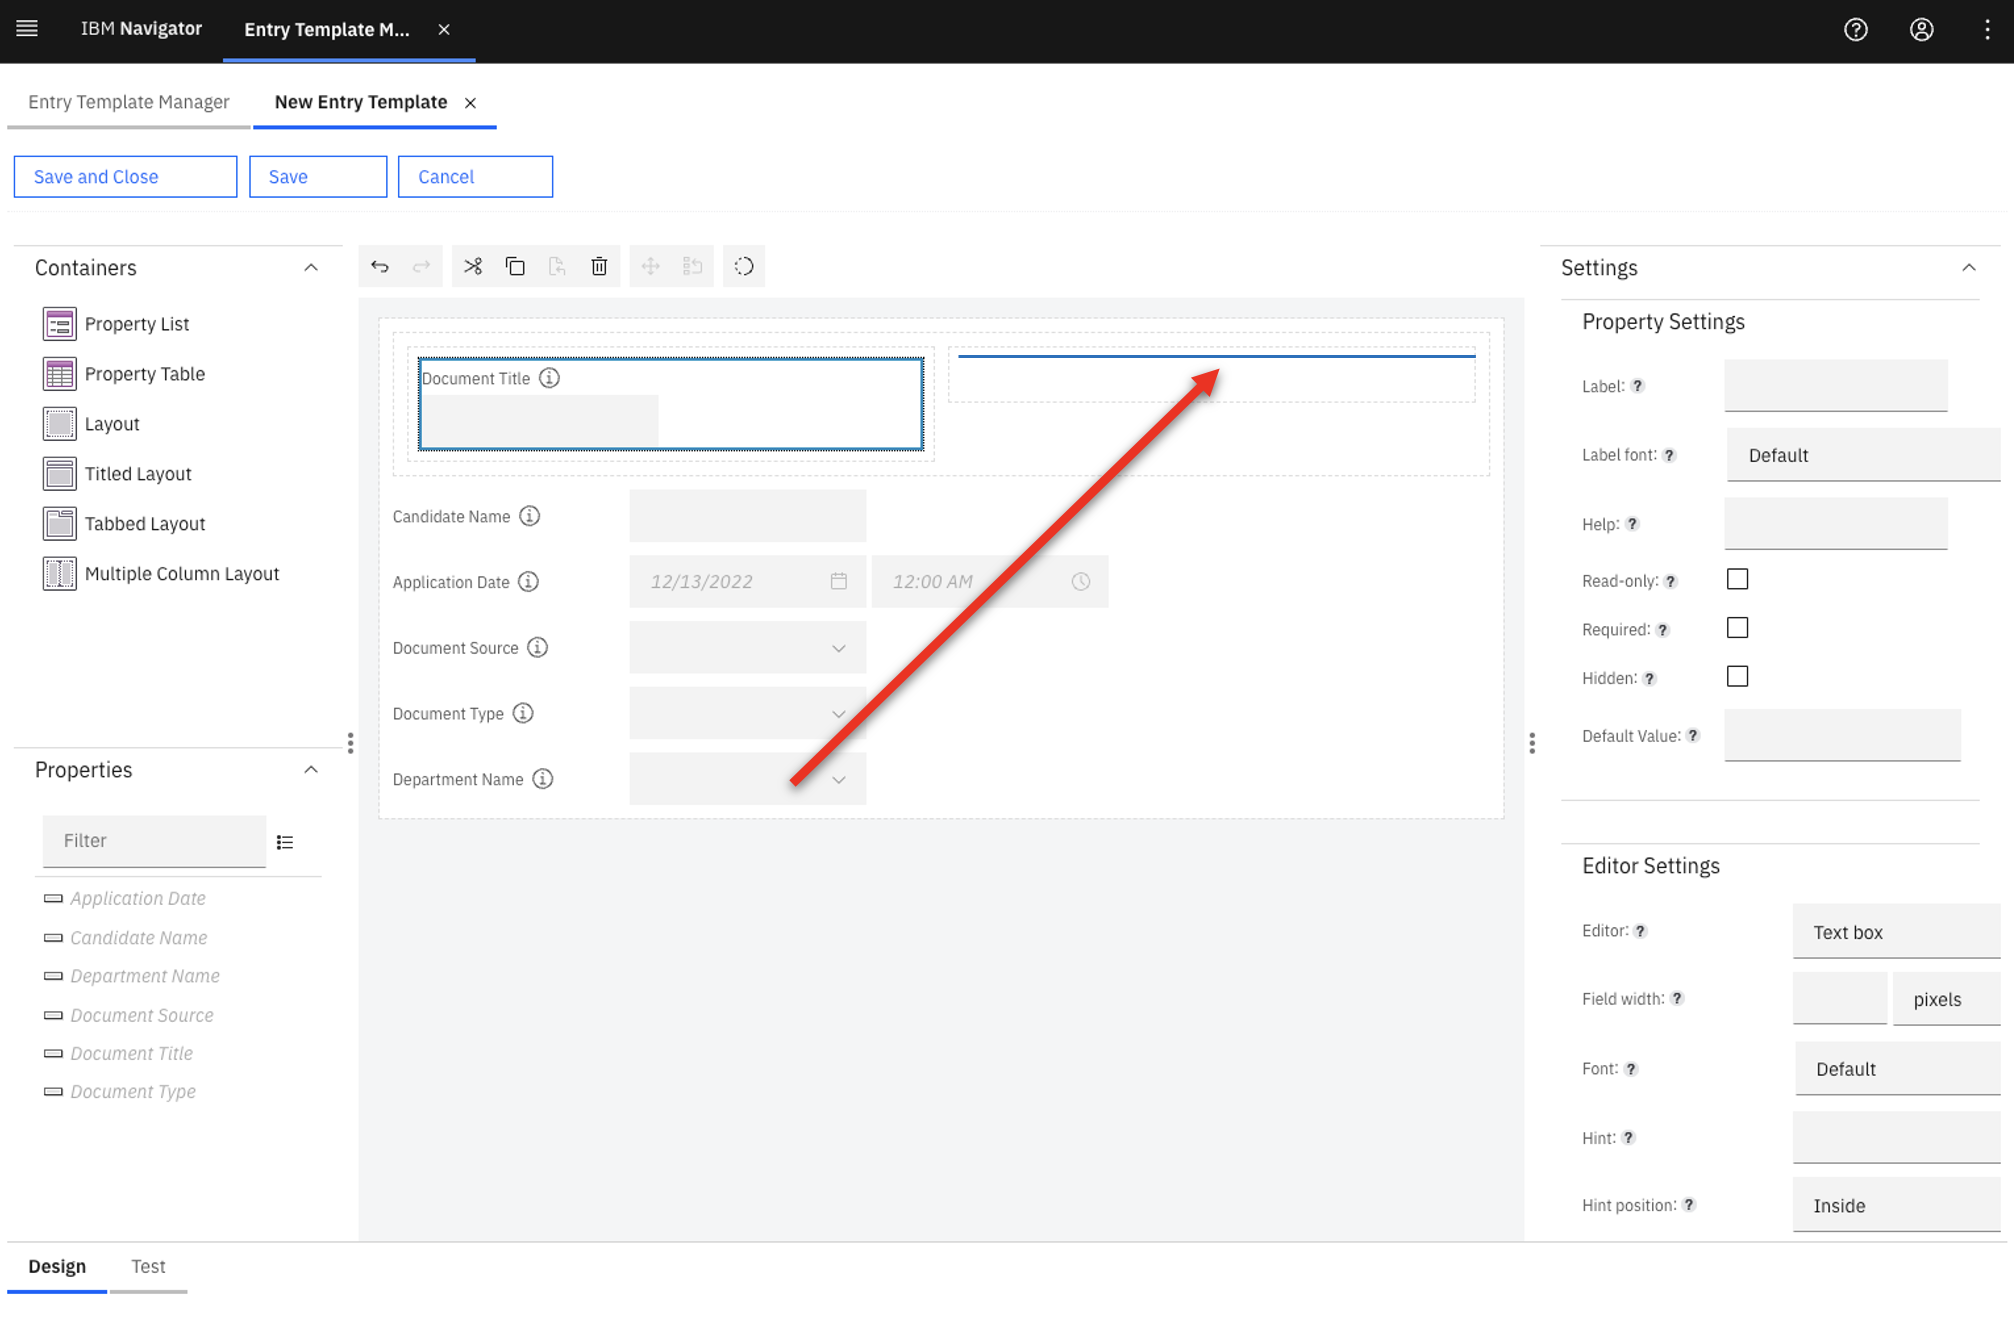 IBM Navigator
Entry Template M...
Entry Template Manager
New Entry Template
Save and Close
Save
Cancel
Containers
Property List
Property Table
Layout
Titled Layout
Tabbed Layout
Multiple Column Layout
Properties
Filter
Application Date
Candidate Name
Department Name
Document Source
Document Title
Document Type
Document Title
Candidate Name
Application Date
12/13/2022
12:00 AM
Document Source
Document Type
Department Name
Settings
Property Settings
Label: ?
Label font: ?
Default
Help: ?
Read-only: ?
Required: ?
Hidden: ?
Default Value: ?
Editor Settings
Editor: ?
Text box
Field width: ?
pixels
Font: ?
Default
Hint: ?
Hint position: ?
Inside
Design
Test